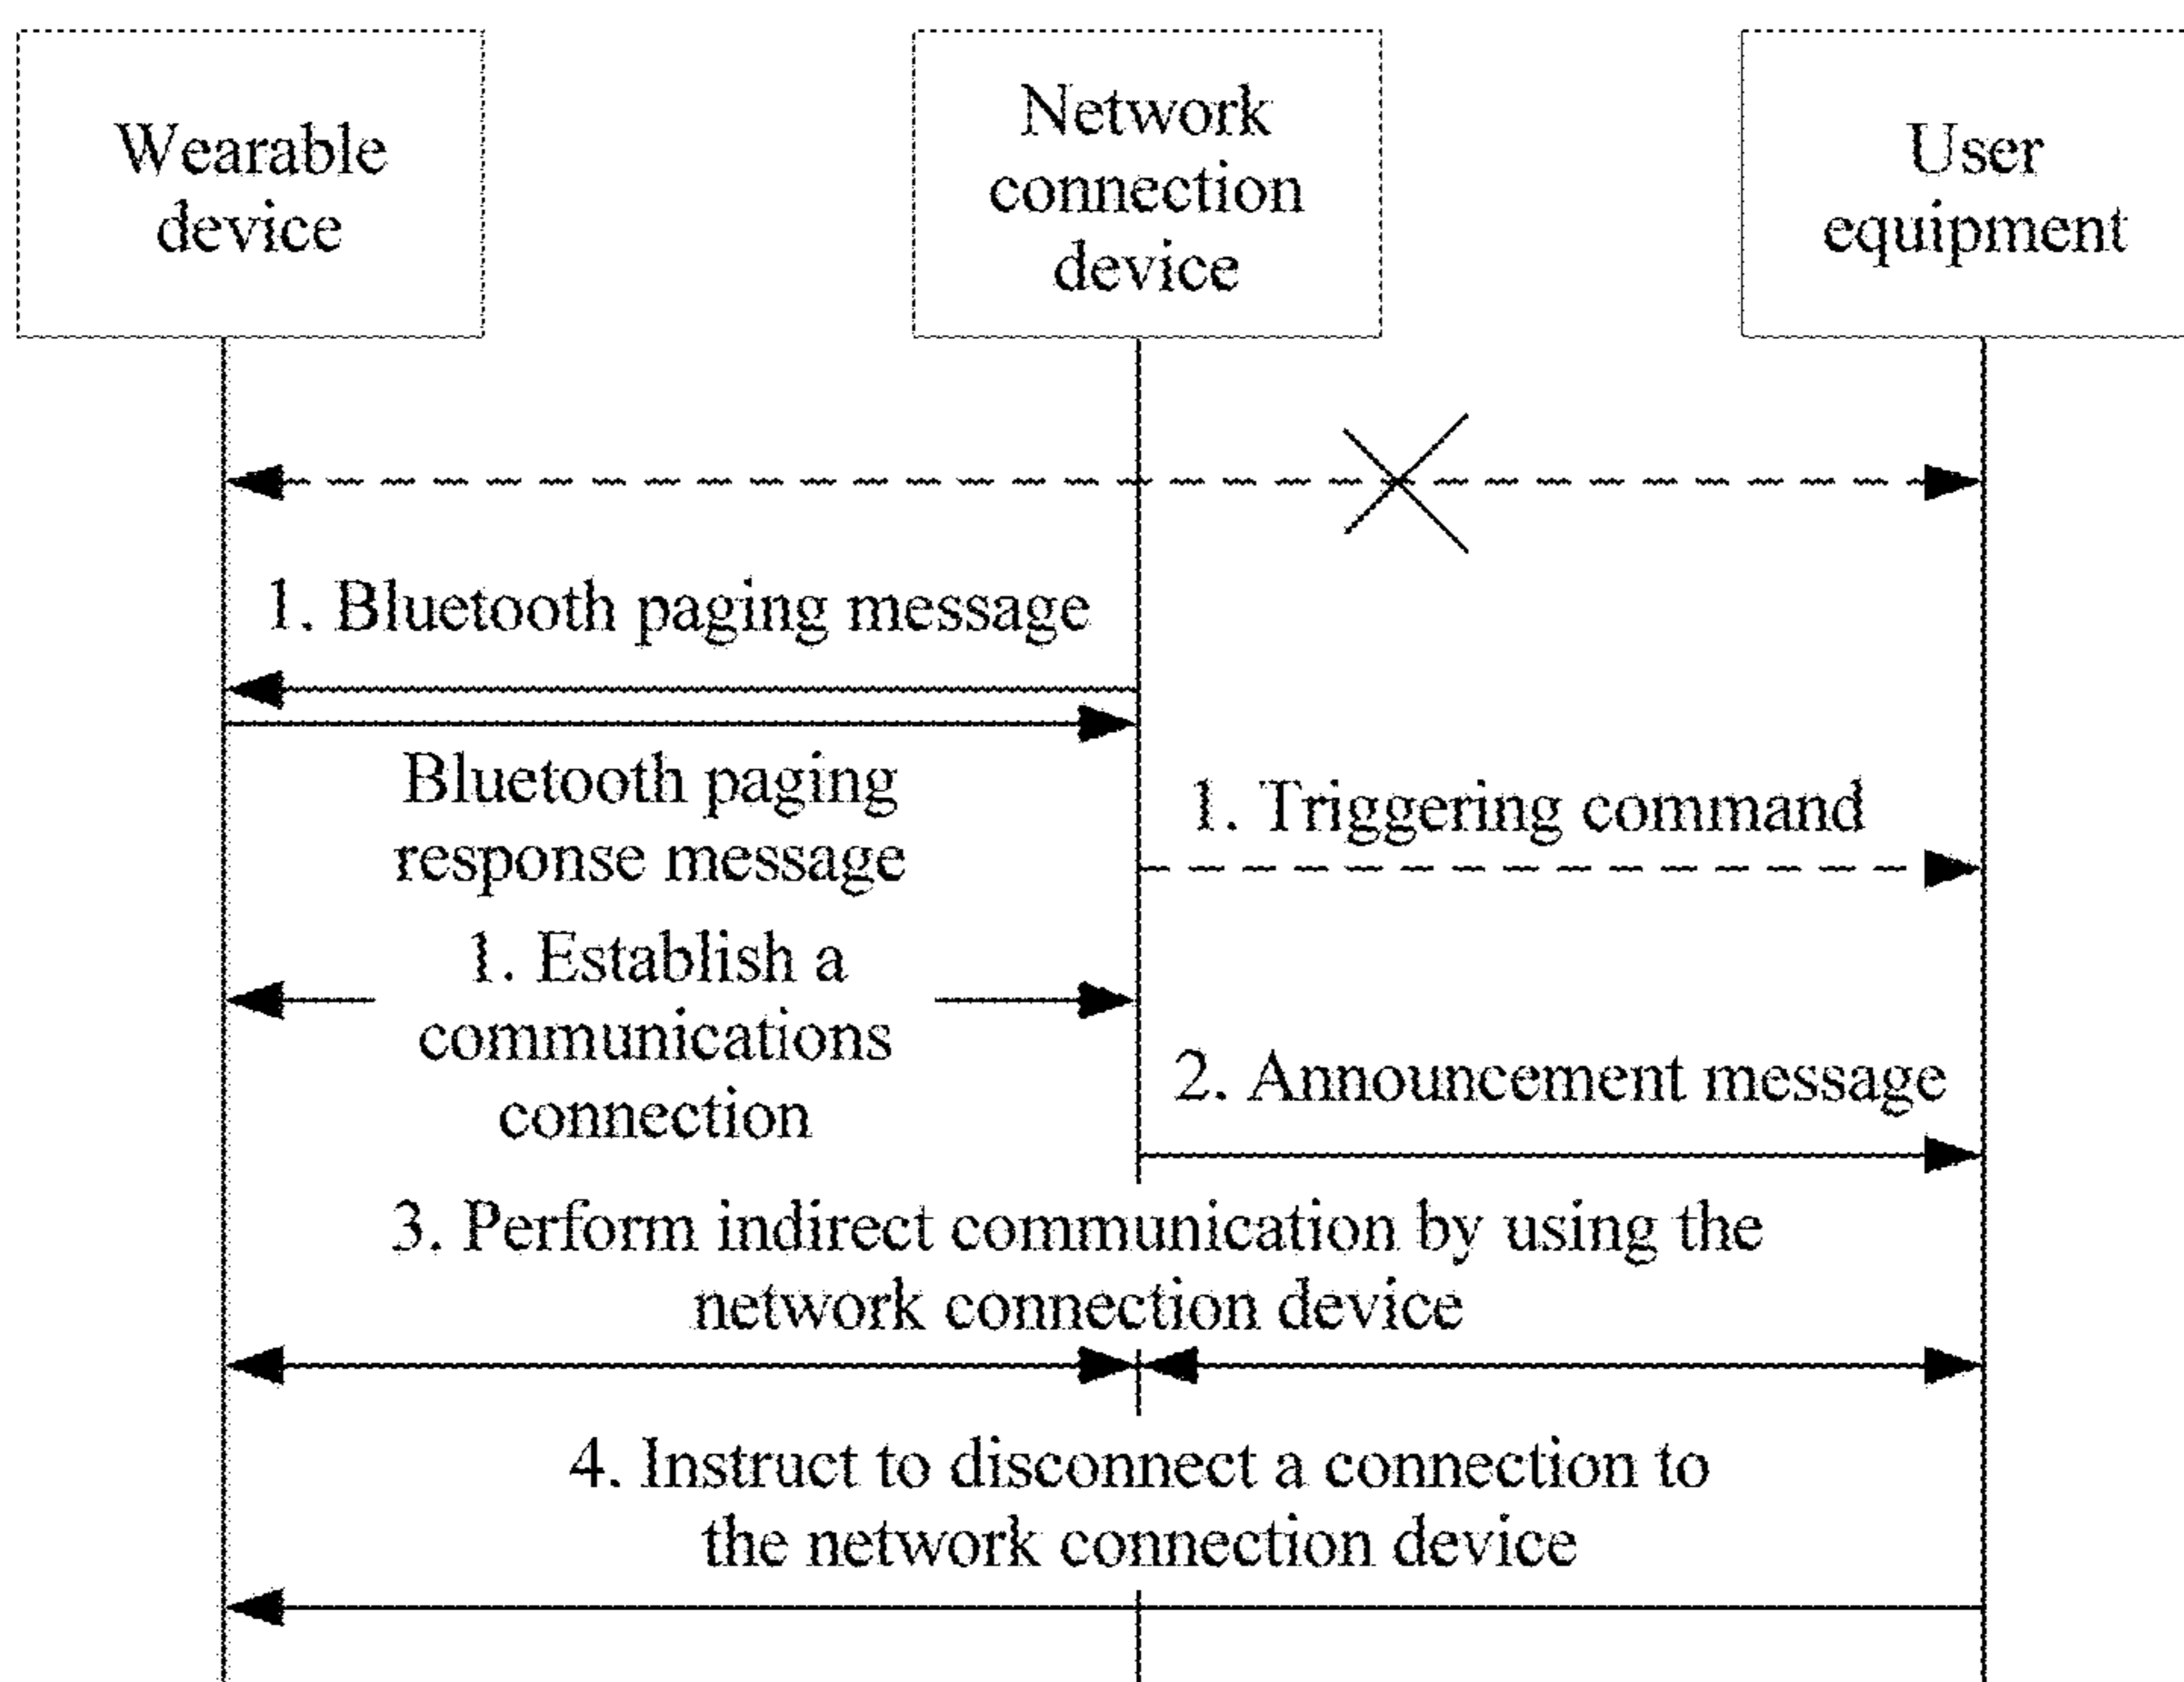 Wearable
device
Network
connection
device
User
equipment
1. Bluetooth paging message
Bluetooth paging
response message
1. Triggering command
1. Establish a
communications
connection
2. Announcement message
3. Perform indirect communication by using the
network connection device
4. Instruct to disconnect a connection to
the network connection device